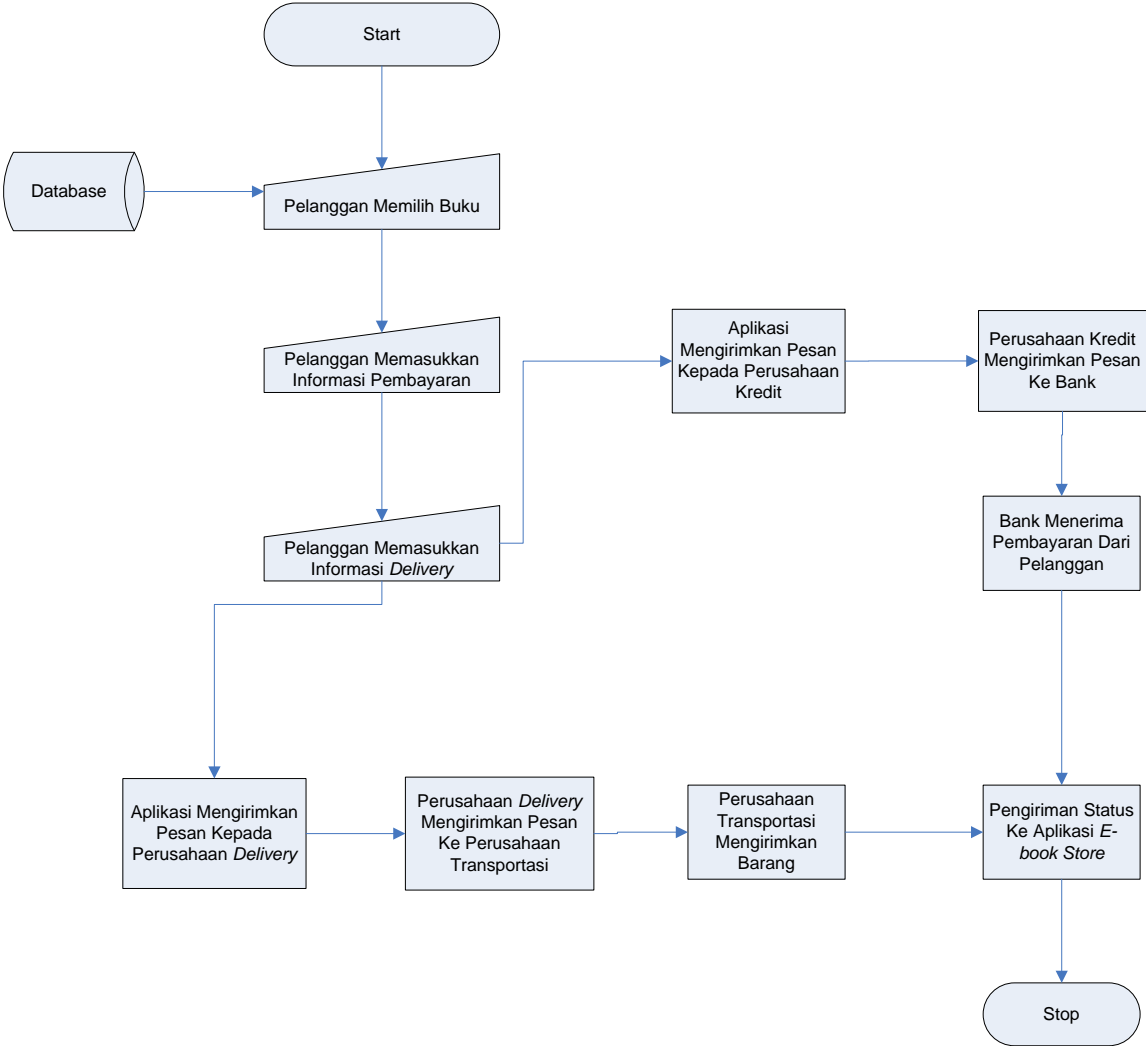 Start
Database
Pelanggan Memilih Buku
Pelanggan Memasukkan
Informasi Pembayaran
Aplikasi
Mengirimkan Pesan
Kepada Perusahaan
Kredit
Perusahaan Kredit
Mengirimkan Pesan
Ke Bank
Pelanggan Memasukkan
Informasi Delivery
Bank Menerima
Pembayaran Dari
Pelanggan
Aplikasi Mengirimkan
Pesan Kepada
Perusahaan Delivery
Perusahaan Delivery
Mengirimkan Pesan
Ke Perusahaan
Transportasi
Perusahaan
Transportasi
Mengirimkan
Barang
Pengiriman Status
Ke Aplikasi E-
book Store
Stop